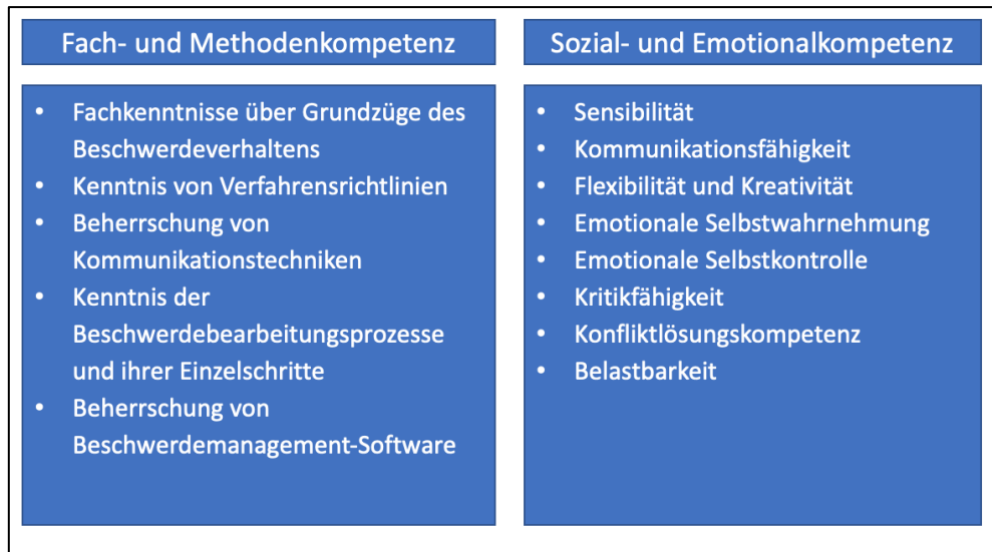 Fach- und Methodenkompetenz
• Fachkenntnisse über Grundzüge des
Beschwerdeverhaltens
• Kenntnis von Verfahrensrichtlinien
• Beherrschung von
Kommunikationstechniken
• Kenntnis der
Beschwerdebearbeitungsprozesse
und ihrer Einzelschritte
• Beherrschung von
Beschwerdemanagement-Software
Sozial- und Emotionalkompetenz
• Sensibilität
• Kommunikationsfähigkeit
• Flexibilität und Kreativität
• Emotionale Selbstwahrnehmung
• Emotionale Selbstkontrolle
• Kritikfähigkeit
• Konfliktlösungskompetenz
• Belastbarkeit